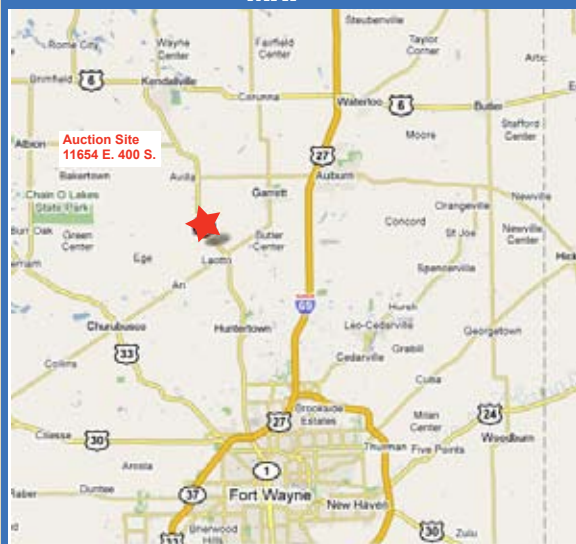 Steubenville
Rome City
Wayne
Center
Fairfield
Center
Taylor
Corner
Artic
Brimfield
6
Kendallville
Corunna
Waterloo
6
Butler
Stafford
Center
Auction Site
11654 E. 400 S.
Albion
Moore
27
Bakertown
Avilla
Auburn
Chain O Lakes
State Park
Garrett
Newville
Orangeville
Concord
St Joe
Newville
Center
Burr Oak
Green
Center
Butler
Center
Ege
Laotto
Spencerville
Ari
69
Hursh
Churubusco
Huntertown
Leo-Cedarville
Georgetown
33
Grabill
Cedarville
Collins
Cuba
Brookside
Estates
27
Milan
Center
24
30
Woodburn
Thurman
Five Points
Arcola
1
Dunfee
37
Fort Wayne
New Haven
Sherwood
Hills
30
Zulu
33